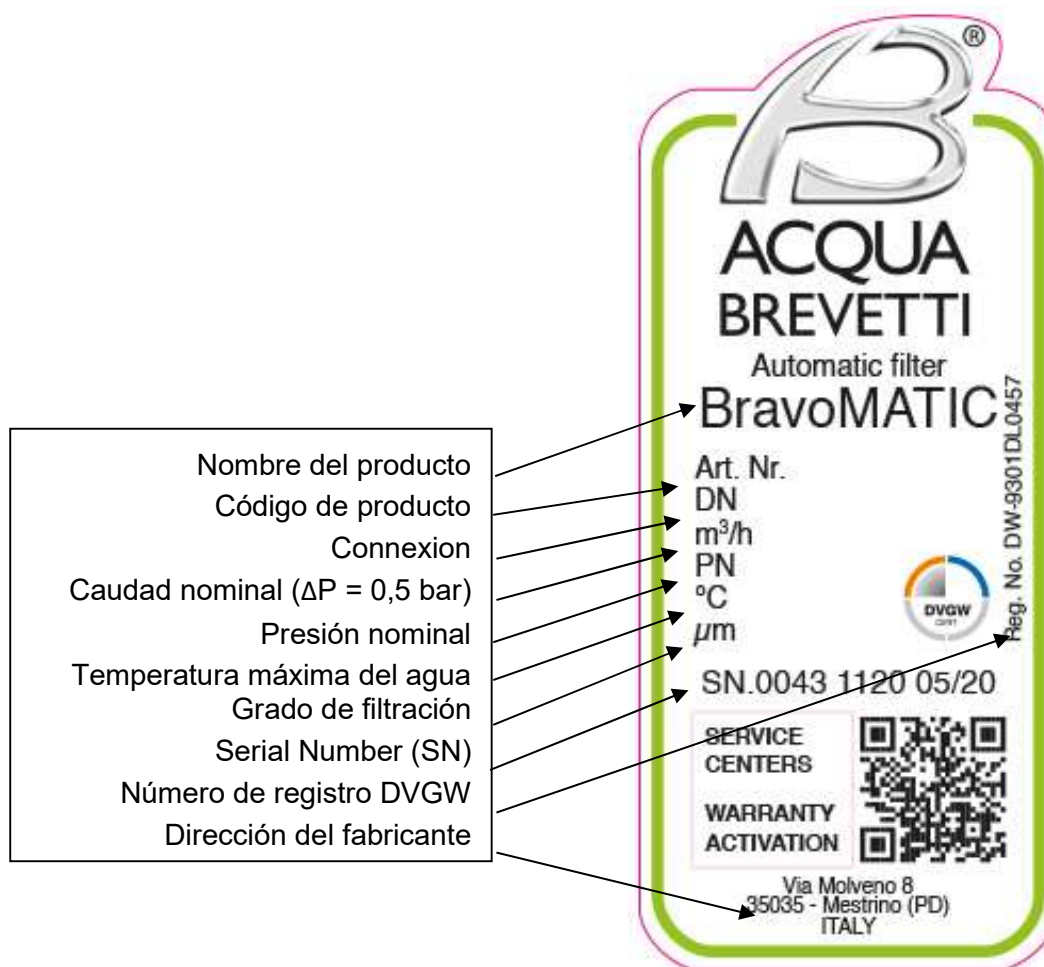 Nombre del producto
Código de producto
Connexion
Caudad nominal (ΔP = 0,5 bar)
Presión nominal
Temperatura máxima del agua
Grado de filtración
Serial Number (SN)
Número de registro DVGW
Dirección del fabricante
®
ACQUA
BREVETTI
Automatic filter
BravoMATIC
Art. Nr.
DN
m³/h
PN
ºC
µm
Reg. No. DW-9301DL0457
DVGW
CERT
SN.0043 1120 05/20
SERVICE
CENTERS
WARRANTY
ACTIVATION
Via Molveno 8
35035 - Mestrino (PD)
ITALY